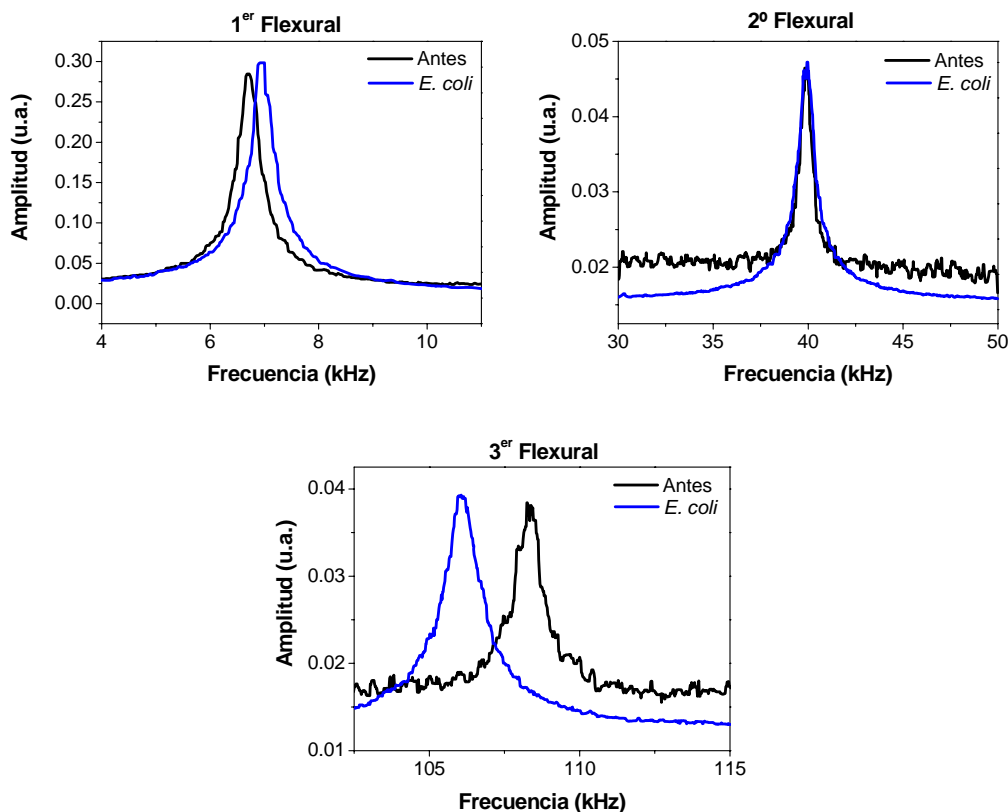 1er Flexural
Antes
E. coli
Amplitud (u.a.)
0.30
0.25
0.20
0.15
0.10
0.05
0.00
4 6 8 10
Frecuencia (kHz)
2º Flexural
Antes
E. coli
Amplitud (u.a.)
0.05
0.04
0.03
0.02
30 35 40 45 50
Frecuencia (kHz)
3er Flexural
Antes
E. coli
Amplitud (u.a.)
0.04
0.03
0.02
0.01
105 110 115
Frecuencia (kHz)